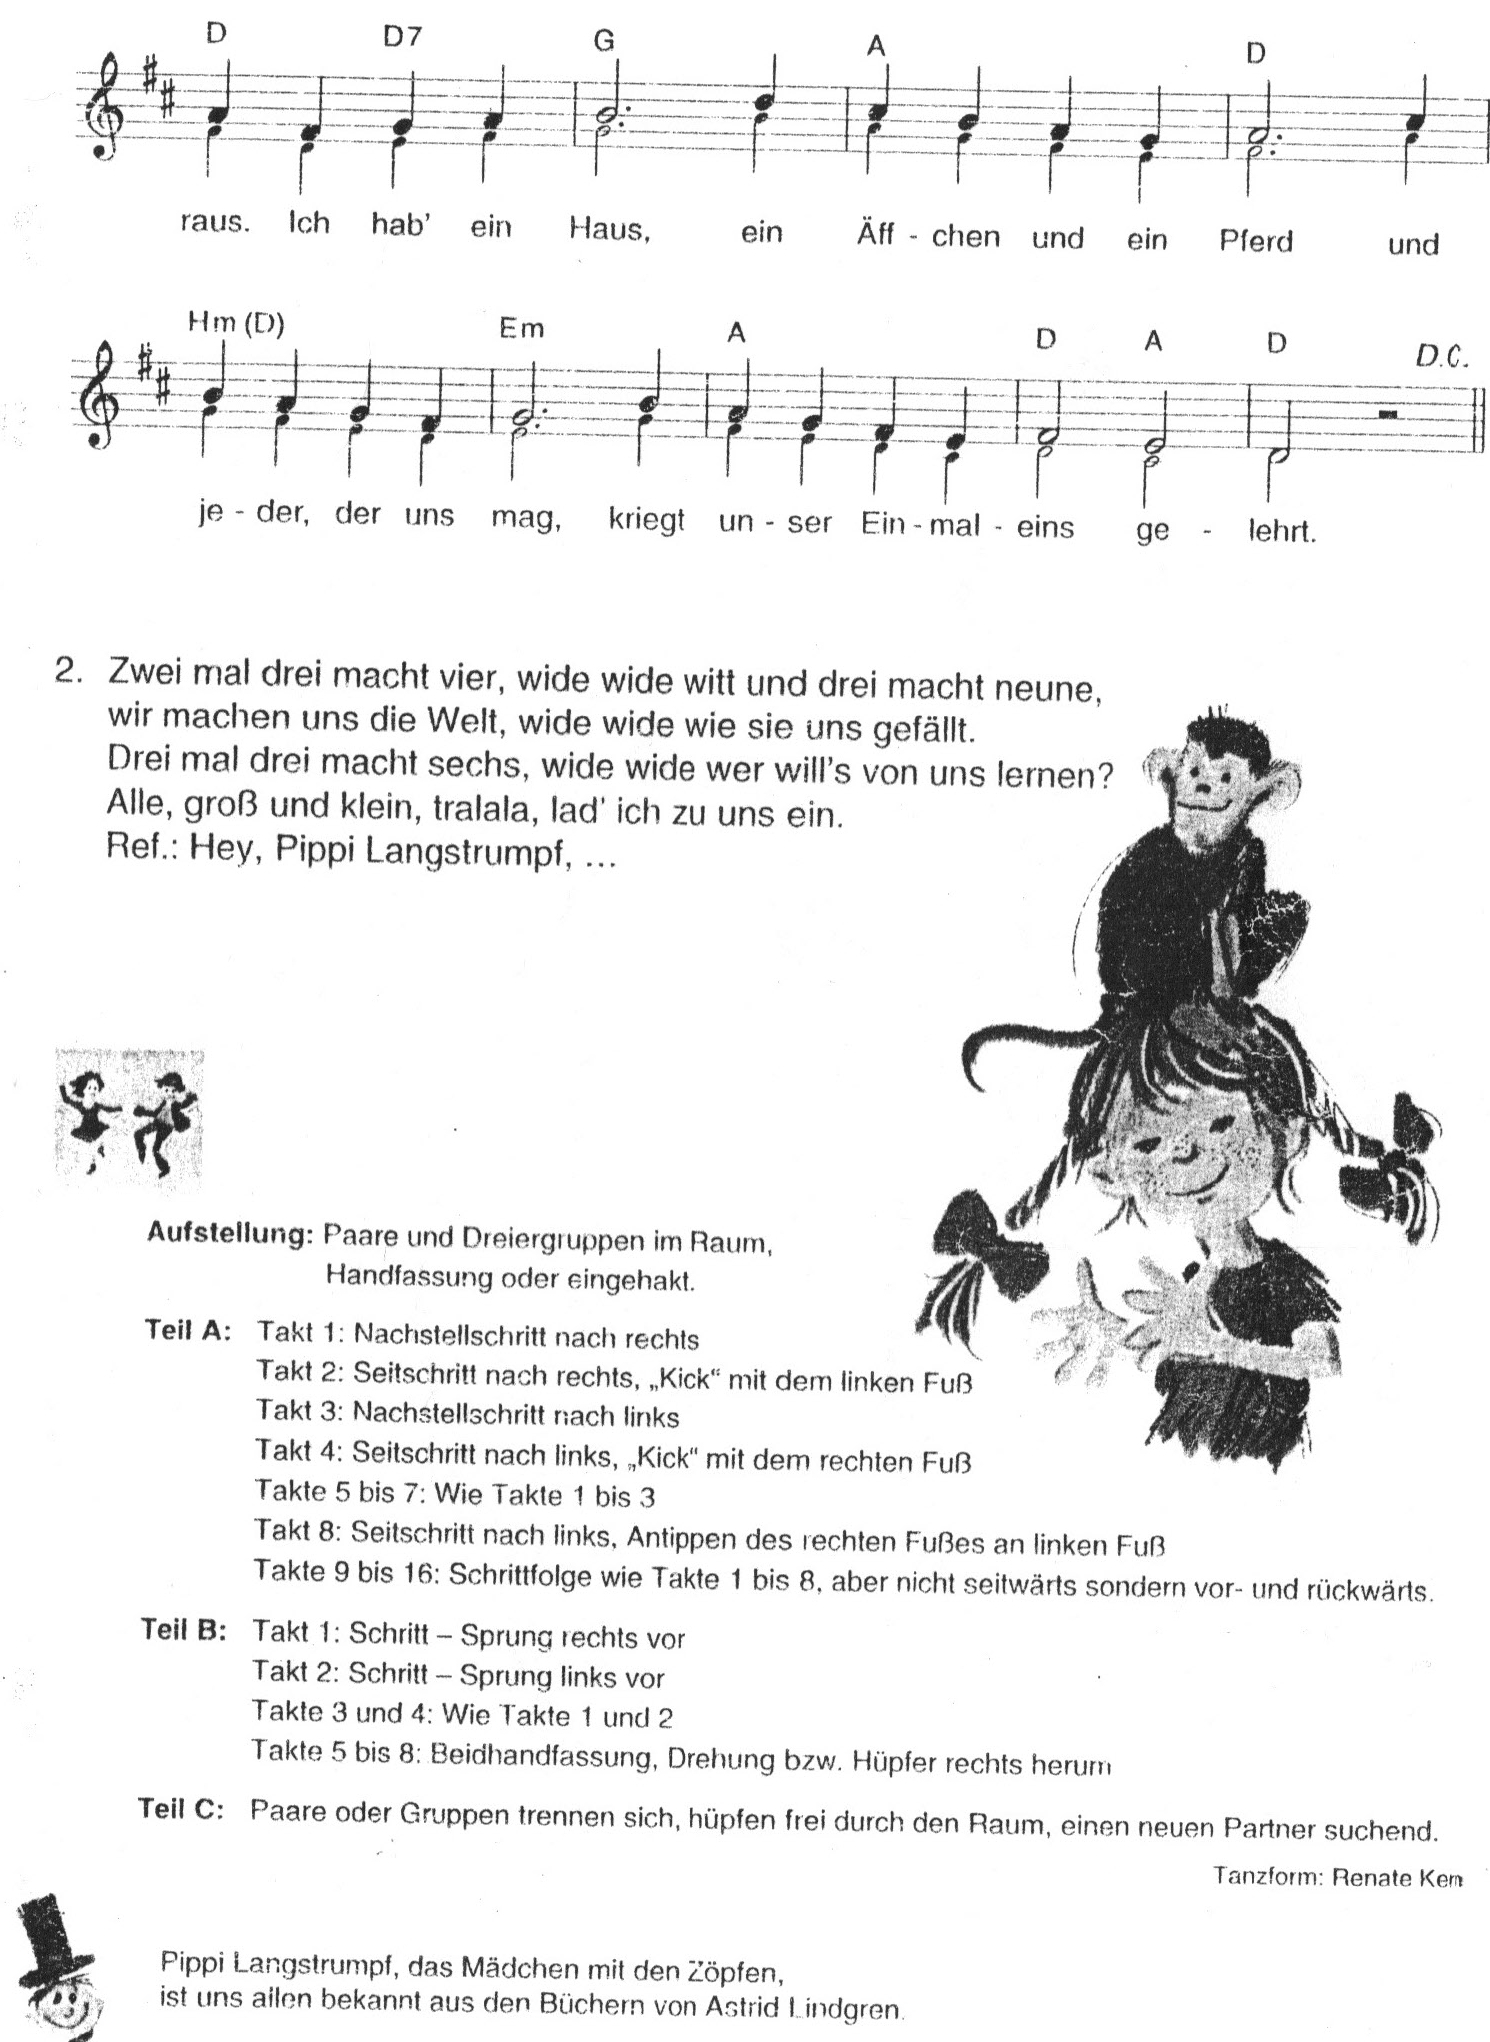 D D7 G A D
raus. Ich hab' ein Haus, ein Äff - chen und ein Pferd und
Hm (D) Em A D A D D.C.
je - der, der uns mag, kriegt un - ser Ein - mal - eins ge - lehrt.
2. Zwei mal drei macht vier, wide wide witt und drei macht neune,
wir machen uns die Welt, wide wide wie sie uns gefällt.
Drei mal drei macht sechs, wide wide wer will's von uns lernen?
Alle, groß und klein, tralala, lad' ich zu uns ein.
Ref.: Hey, Pippi Langstrumpf, ...
Aufstellung: Paare und Dreiergruppen im Raum,
Handfassung oder eingehakt.
Teil A: Takt 1: Nachstellschritt nach rechts
Takt 2: Seitschritt nach rechts, „Kick“ mit dem linken Fuß
Takt 3: Nachstellschritt nach links
Takt 4: Seitschritt nach links, „Kick“ mit dem rechten Fuß
Takte 5 bis 7: Wie Takte 1 bis 3
Takt 8: Seitschritt nach links, Antippen des rechten Fußes an linken Fuß
Takte 9 bis 16: Schrittfolge wie Takte 1 bis 8, aber nicht seitwärts sondern vor- und rückwärts.
Teil B: Takt 1: Schritt – Sprung rechts vor
Takt 2: Schritt – Sprung links vor
Takte 3 und 4: Wie Takte 1 und 2
Takte 5 bis 8: Beidhandfassung, Drehung bzw. Hüpfer rechts herum
Teil C: Paare oder Gruppen trennen sich, hüpfen frei durch den Raum, einen neuen Partner suchend.
Tanzform: Renate Kern
Pippi Langstrumpf, das Mädchen mit den Zöpfen,
ist uns allen bekannt aus den Büchern von Astrid Lindgren.